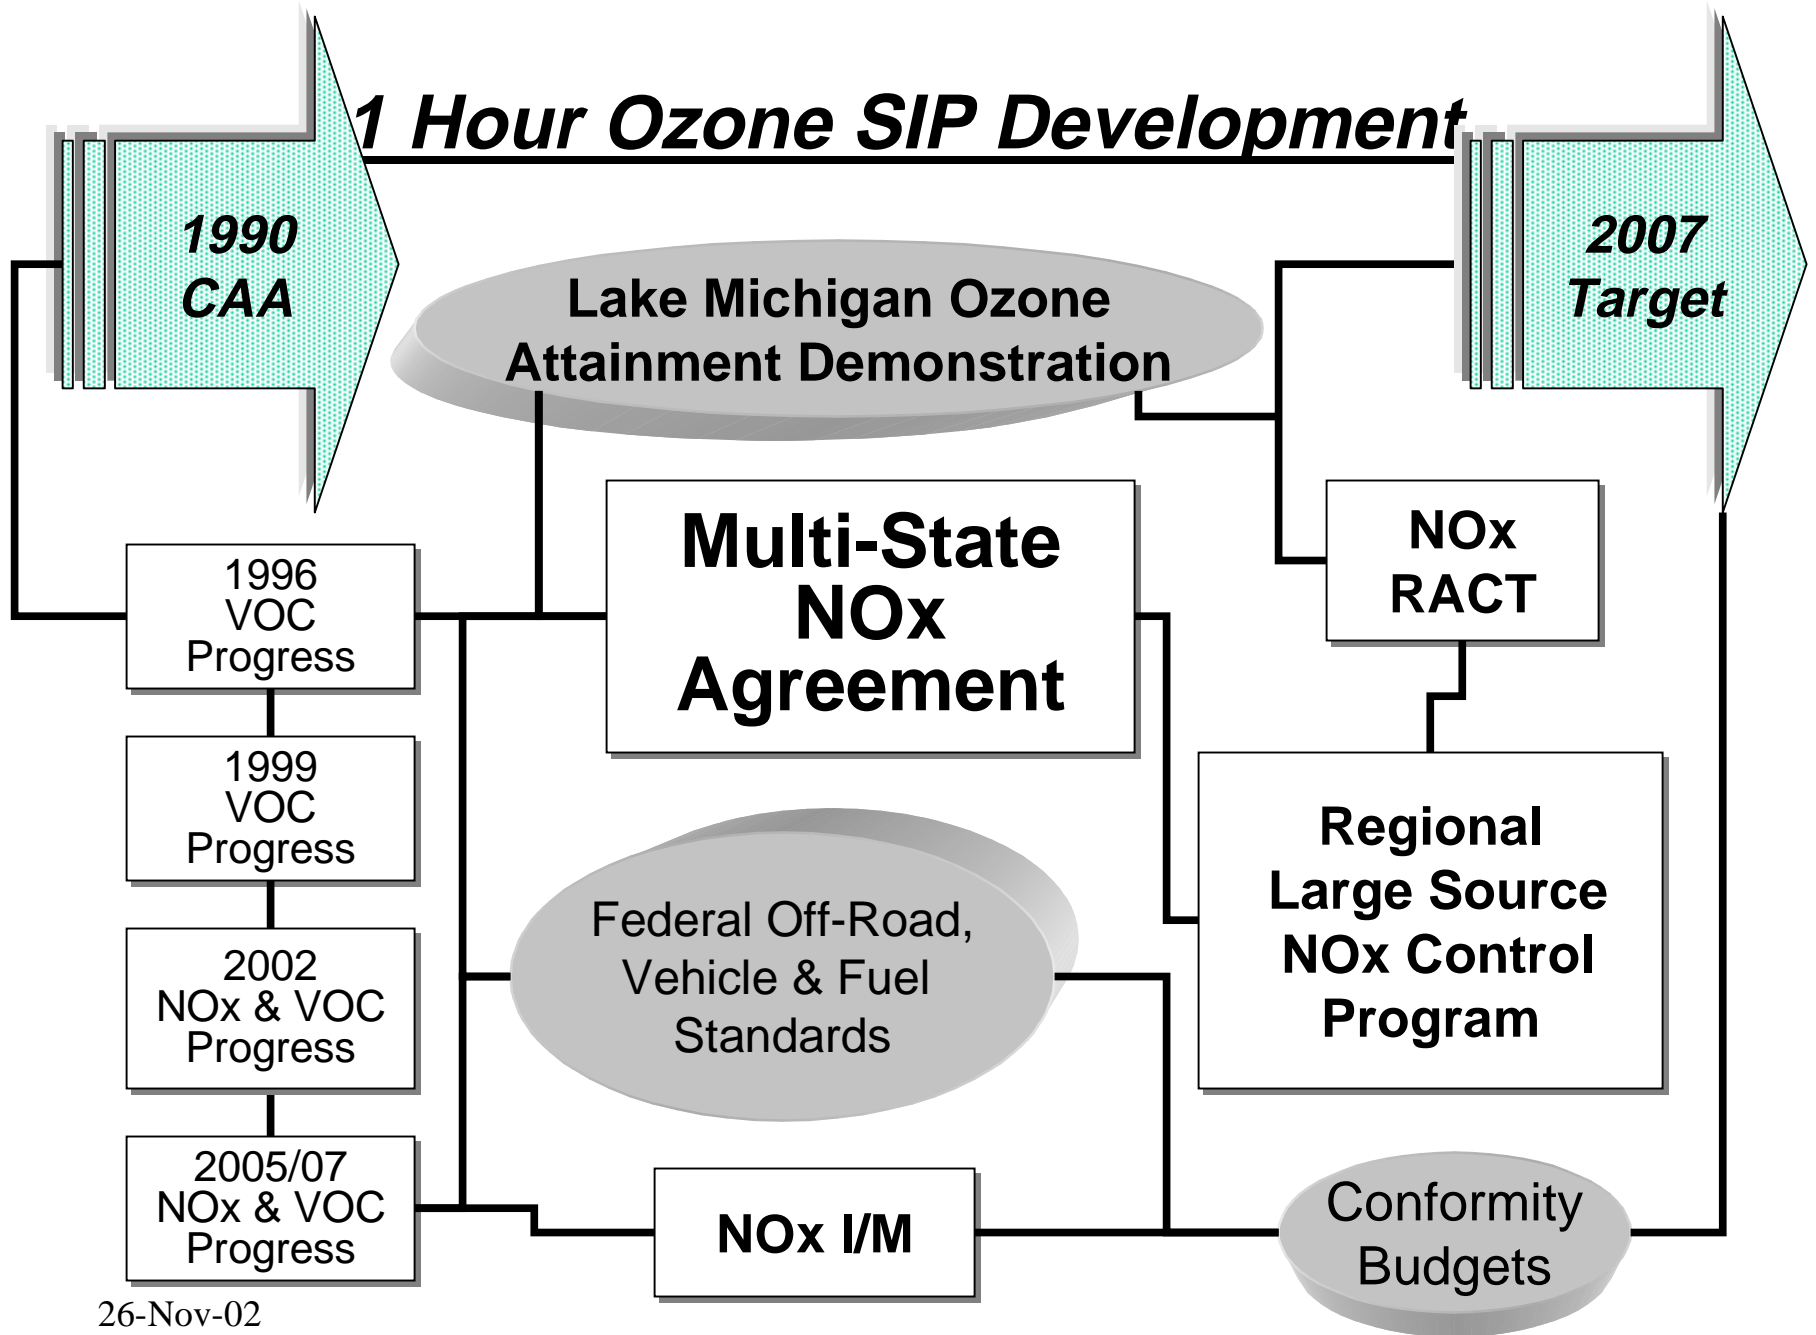 1 Hour Ozone SIP Development
1990
CAA
2007
Target
Lake Michigan Ozone
Attainment Demonstration
Multi-State
NOx
Agreement
NOx
RACT
1996
VOC
Progress
1999
VOC
Progress
Regional
Large Source
NOx Control
Program
Federal Off-Road,
Vehicle & Fuel
Standards
2002
NOx & VOC
Progress
2005/07
NOx & VOC
Progress
NOx I/M
Conformity
Budgets
26-Nov-02